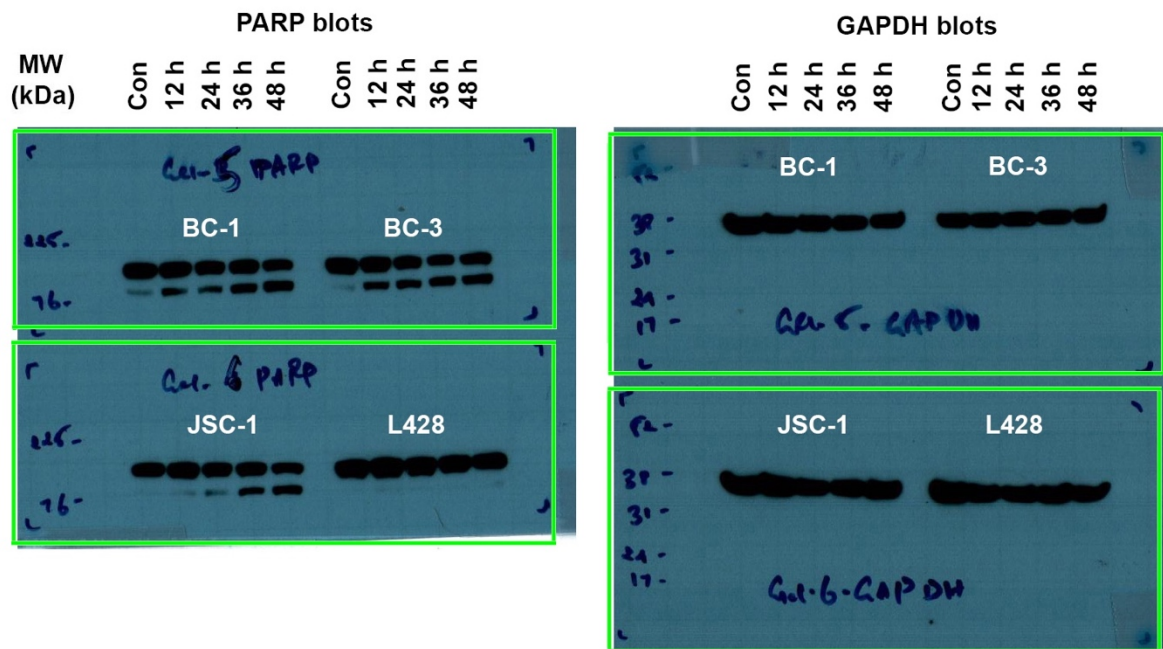 PARP blots
MW
(kDa)
Con 12 h 24 h 36 h 48 h Con 12 h 24 h 36 h 48 h
Gel-5 PARP
BC-1 BC-3
225-
76-
Gel-6 PARP
JSC-1 L428
225-
76-
GAPDH blots
Con 12 h 24 h 36 h 48 h Con 12 h 24 h 36 h 48 h
BC-1 BC-3
52 -
38 -
31 -
24 -
17 -
Gel-5-GAPDH
JSC-1 L428
52 -
38 -
31 -
24 -
17 -
Gel-6-GAPDH